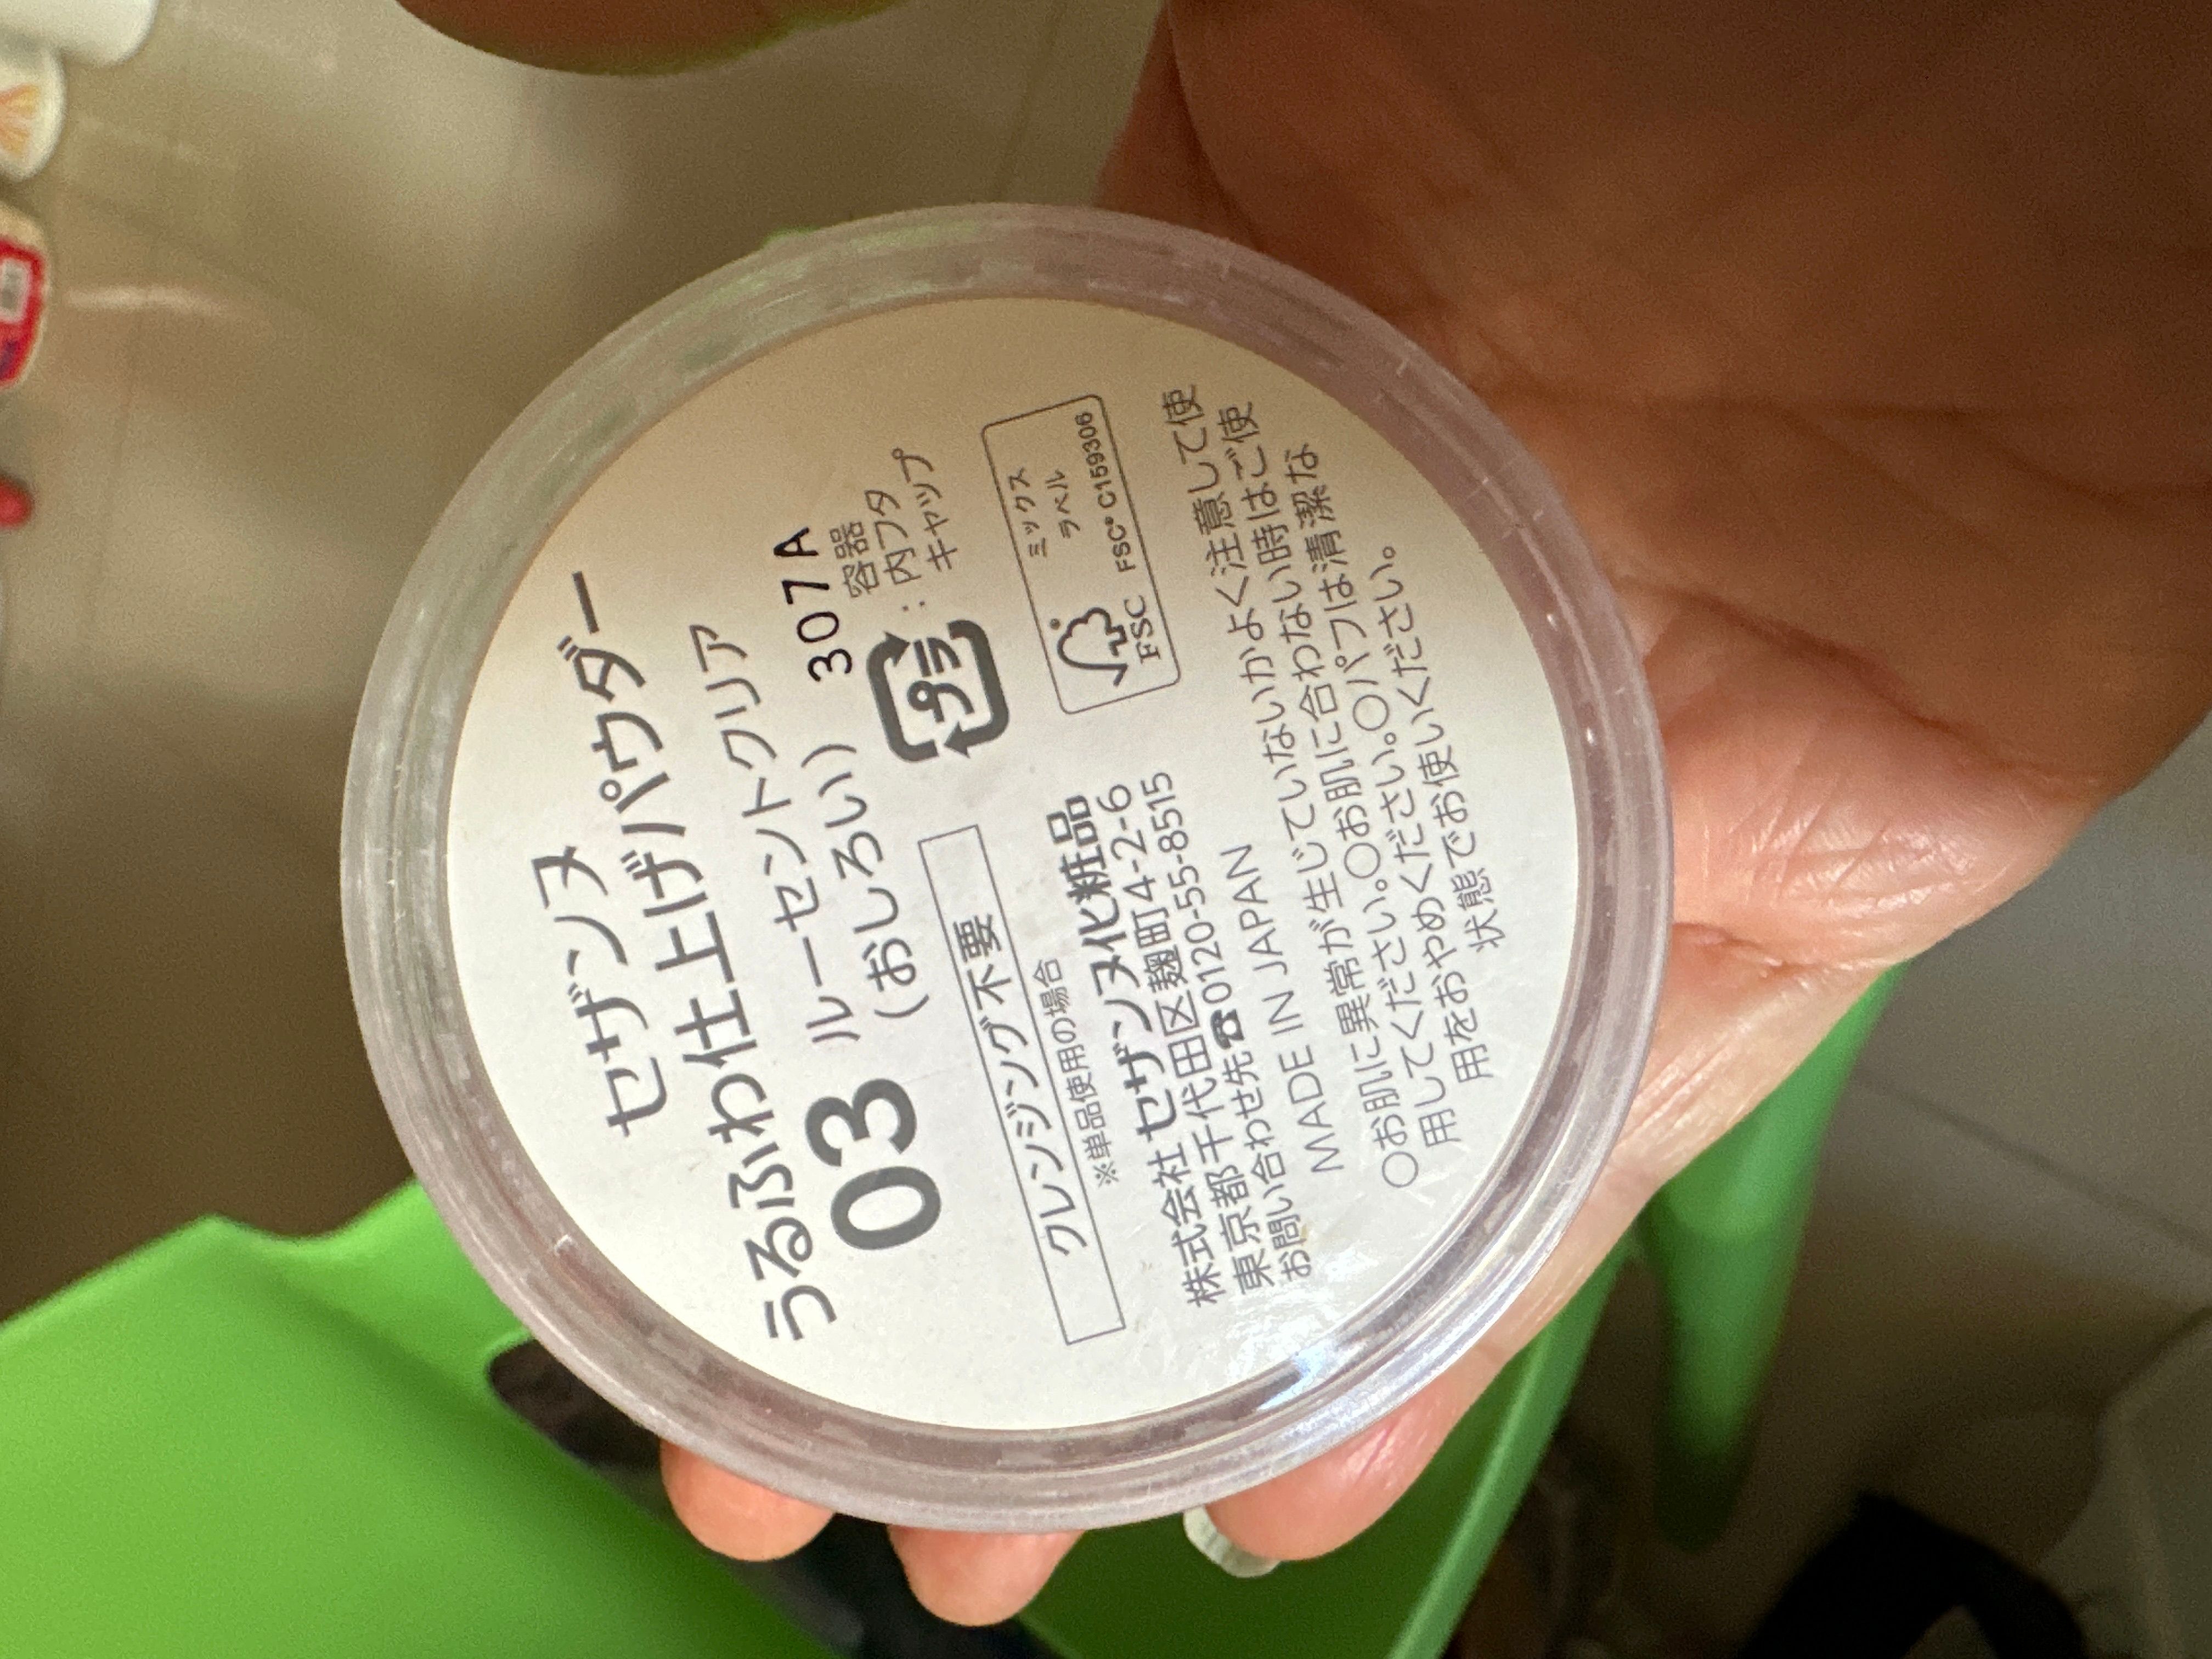 セザンヌ
うるふわ仕上げパウダー
03 ルーセントクリア
ルーセント(おしろい) 307A
プラ : 容器
内フタ
キャップ
クレンジング不要
※単品使用の場合
ミックス
ラベル
FSC FSC® C159306
株式会社セザンヌ化粧品
東京都千代田区麹町4-2-6
お問い合わせ先☎0120-55-8515
MADE IN JAPAN
○お肌に異常が生じていないかよく注意して使
用してください。○お肌に合わない時はご使
用をおやめください。○パフは清潔な
状態でお使いください。